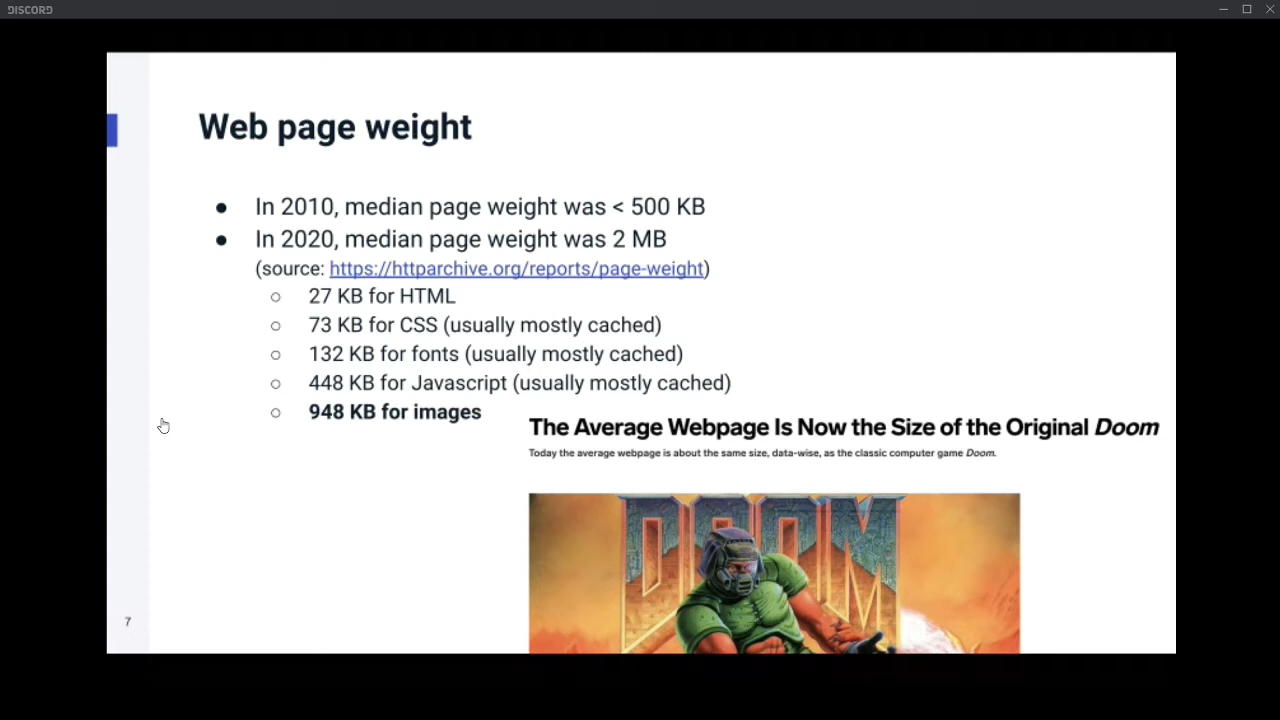 DISCORD
Web page weight
● In 2010, median page weight was < 500 KB
● In 2020, median page weight was 2 MB
(source: https://httparchive.org/reports/page-weight)
○ 27 KB for HTML
○ 73 KB for CSS (usually mostly cached)
○ 132 KB for fonts (usually mostly cached)
○ 448 KB for Javascript (usually mostly cached)
○ 948 KB for images
The Average Webpage Is Now the Size of the Original Doom
Today the average webpage is about the same size, data-wise, as the classic computer game Doom.
DOOM
7